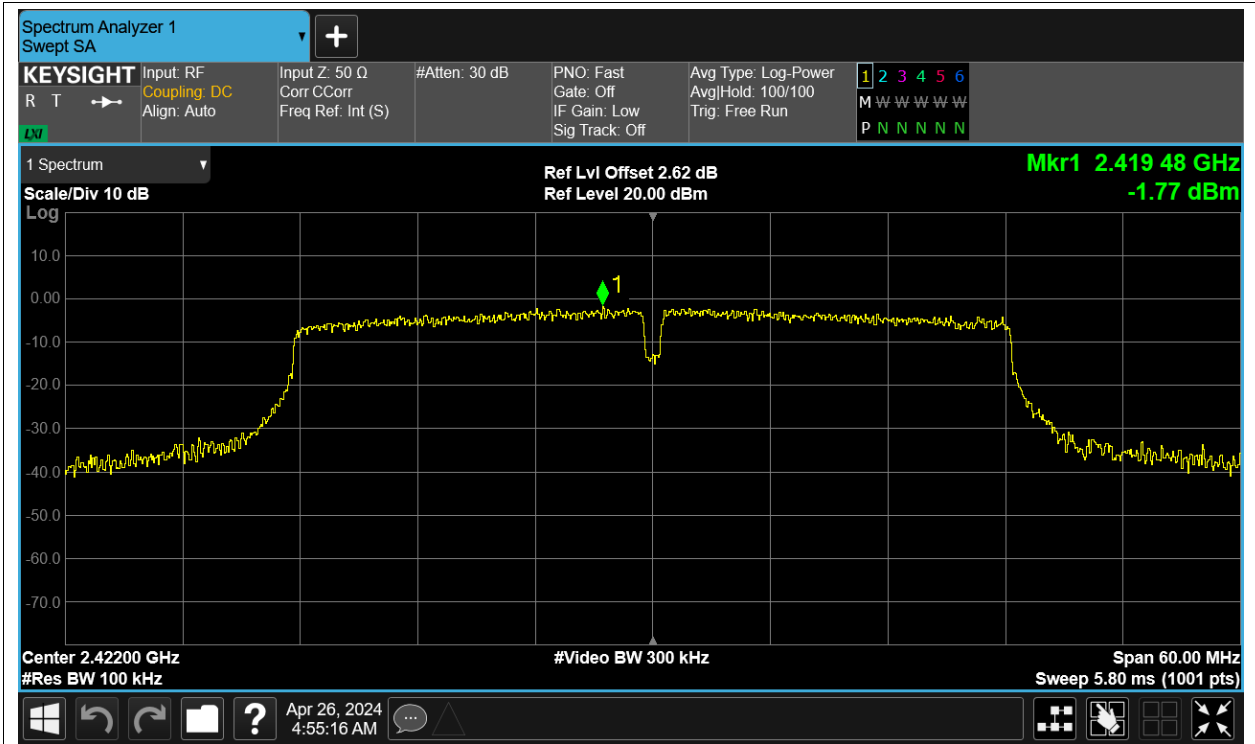 Spectrum Analyzer 1
Swept SA
KEYSIGHT
R T
LXI
Input: RF
Coupling: DC
Align: Auto
Input Z: 50 Ω
Corr CCorr
Freq Ref: Int (S)
#Atten: 30 dB
PNO: Fast
Gate: Off
IF Gain: Low
Sig Track: Off
Avg Type: Log-Power
Avg|Hold: 100/100
Trig: Free Run
1 2 3 4 5 6
M W W W W W
P N N N N N
1 Spectrum
Scale/Div 10 dB
Ref Lvl Offset 2.62 dB
Ref Level 20.00 dBm
Mkr1 2.419 48 GHz
-1.77 dBm
Log
10.0
0.00
-10.0
-20.0
-30.0
-40.0
-50.0
-60.0
-70.0
1
Center 2.42200 GHz
#Res BW 100 kHz
#Video BW 300 kHz
Span 60.00 MHz
Sweep 5.80 ms (1001 pts)
?
Apr 26, 2024
4:55:16 AM